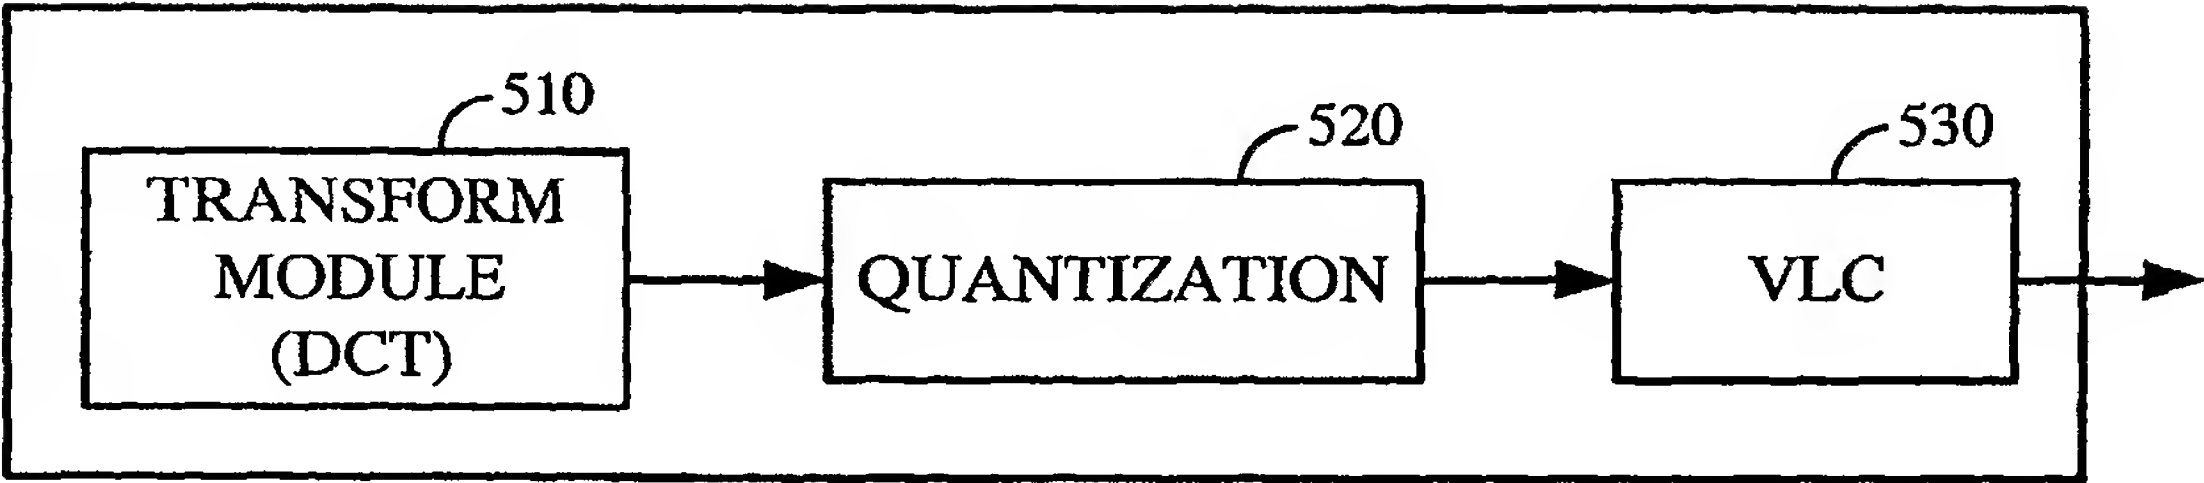 510
520
530
TRANSFORM
MODULE
(DCT)
QUANTIZATION
VLC